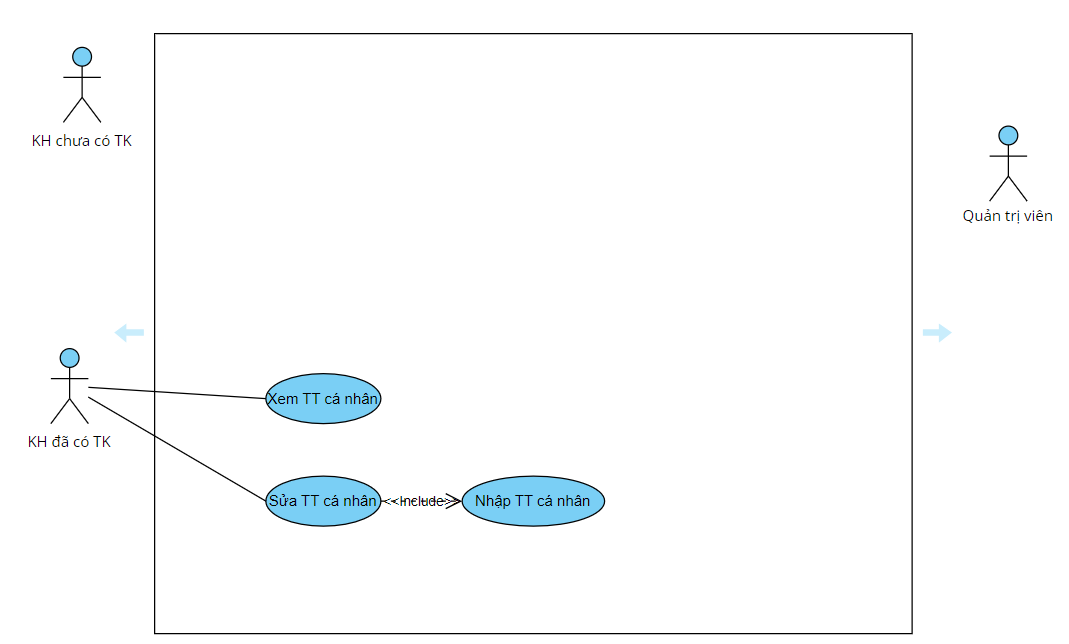 KH chưa có TK
Quản trị viên
Xem TT cá nhân
KH đã có TK
Sửa TT cá nhân
<<Include>>
Nhập TT cá nhân